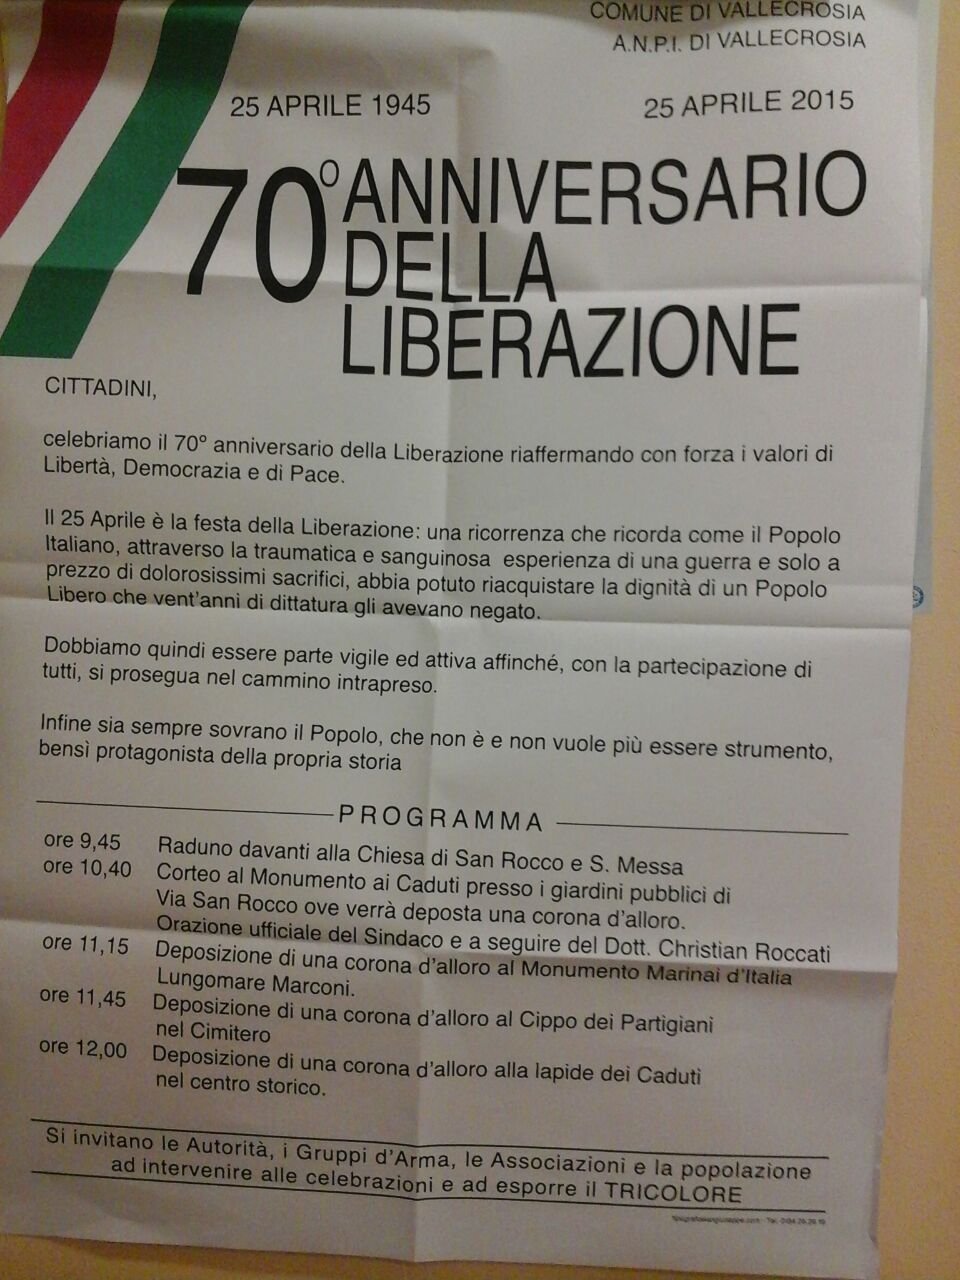 COMUNE DI VALLECROSIA
A.N.P.I. DI VALLECROSIA
25 APRILE 1945
25 APRILE 2015
70° ANNIVERSARIO
DELLA
LIBERAZIONE
CITTADINI,
celebriamo il 70° anniversario della Liberazione riaffermando con forza i valori di
Libertà, Democrazia e di Pace.
Il 25 Aprile è la festa della Liberazione: una ricorrenza che ricorda come il Popolo
Italiano, attraverso la traumatica e sanguinosa esperienza di una guerra e solo a
prezzo di dolorosissimi sacrifici, abbia potuto riacquistare la dignità di un Popolo
Libero che vent'anni di dittatura gli avevano negato.
Dobbiamo quindi essere parte vigile ed attiva affinché, con la partecipazione di
tutti, si prosegua nel cammino intrapreso.
Infine sia sempre sovrano il Popolo, che non è e non vuole più essere strumento,
bensì protagonista della propria storia
PROGRAMMA
ore 9,45 Raduno davanti alla Chiesa di San Rocco e S. Messa
ore 10,40 Corteo al Monumento ai Caduti presso i giardini pubblici di
Via San Rocco ove verrà deposta una corona d'alloro.
Orazione ufficiale del Sindaco e a seguire del Dott. Christian Roccati
ore 11,15 Deposizione di una corona d'alloro al Monumento Marinai d'Italia
Lungomare Marconi.
ore 11,45 Deposizione di una corona d'alloro al Cippo dei Partigiani
nel Cimitero
ore 12,00 Deposizione di una corona d'alloro alla lapide dei Caduti
nel centro storico.
Si invitano le Autorità, i Gruppi d'Arma, le Associazioni e la popolazione
ad intervenire alle celebrazioni e ad esporre il TRICOLORE